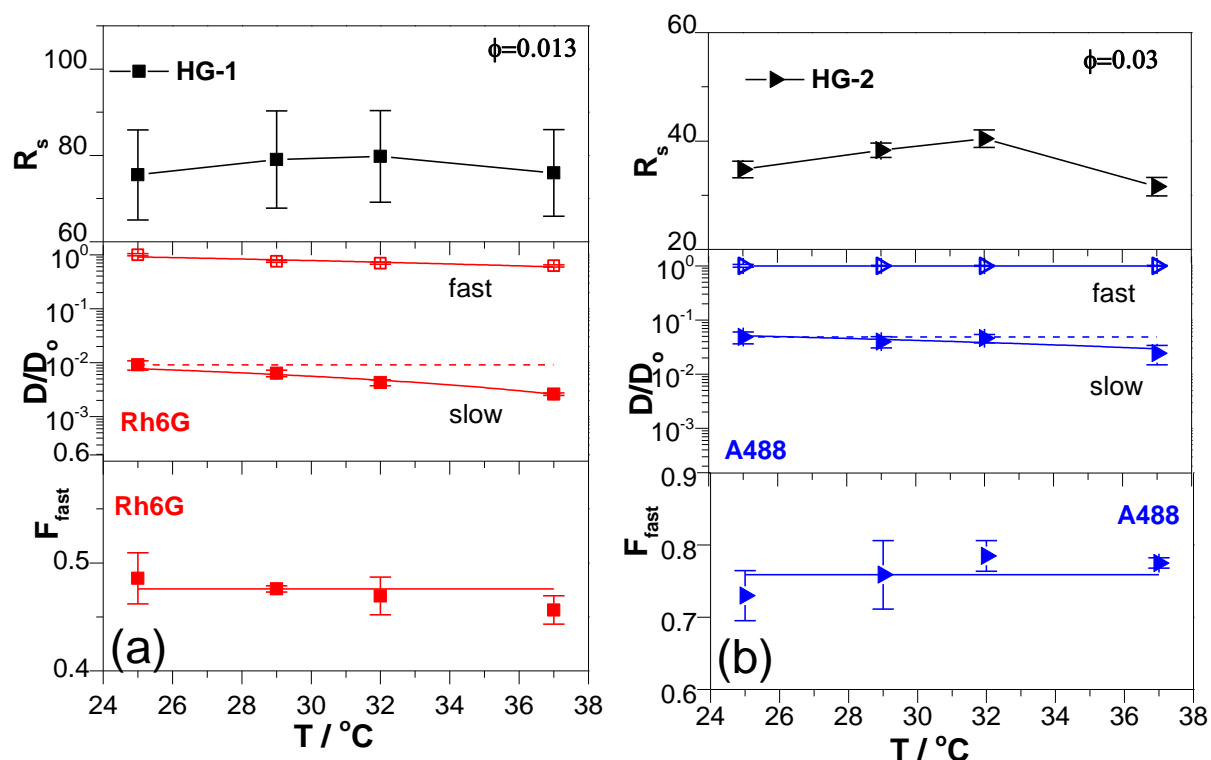 ϕ=0.013
HG-1
R_s
100
80
60
10^0
10^-1
10^-2
10^-3
D/D^o
fast
slow
Rh6G
0.6
0.5
0.4
F_fast
Rh6G
(a)
24 26 28 30 32 34 36 38
T / °C
ϕ=0.03
HG-2
R_s
60
40
20
10^0
10^-1
10^-2
10^-3
D/D^o
fast
slow
A488
0.9
0.8
0.7
0.6
F_fast
A488
(b)
24 26 28 30 32 34 36 38
T / °C